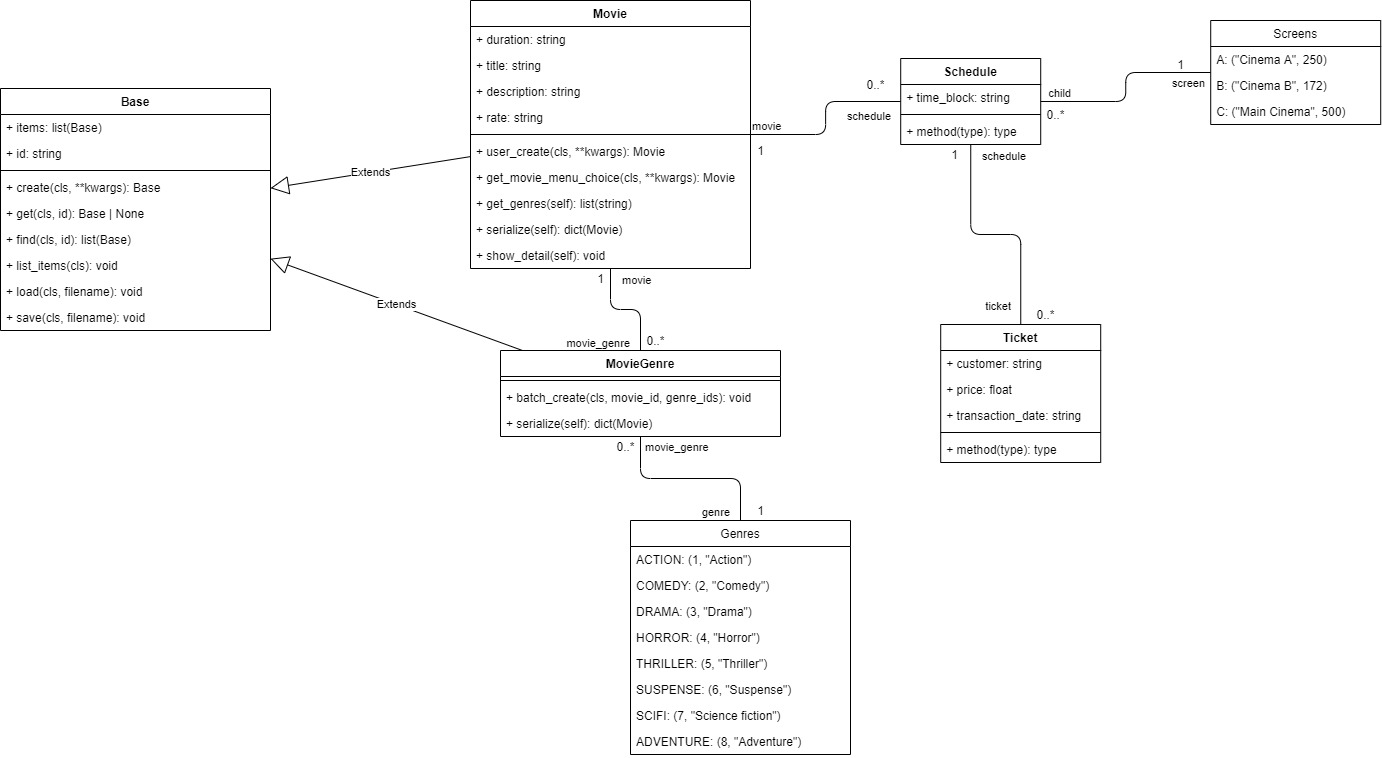 Base
+ items: list(Base)
+ id: string
+ create(cls, **kwargs): Base
+ get(cls, id): Base | None
+ find(cls, id): list(Base)
+ list_items(cls): void
+ load(cls, filename): void
+ save(cls, filename): void
Extends
Extends
Movie
+ duration: string
+ title: string
+ description: string
+ rate: string
+ user_create(cls, **kwargs): Movie
+ get_movie_menu_choice(cls, **kwargs): Movie
+ get_genres(self): list(string)
+ serialize(self): dict(Movie)
+ show_detail(self): void
movie
1
0..*
schedule
Schedule
+ time_block: string
+ method(type): type
child
0..*
1
screen
Screens
A: ("Cinema A", 250)
B: ("Cinema B", 172)
C: ("Main Cinema", 500)
1
schedule
ticket
0..*
Ticket
+ customer: string
+ price: float
+ transaction_date: string
+ method(type): type
1
movie
movie_genre
0..*
MovieGenre
+ batch_create(cls, movie_id, genre_ids): void
+ serialize(self): dict(Movie)
0..*
movie_genre
genre
1
Genres
ACTION: (1, "Action")
COMEDY: (2, "Comedy")
DRAMA: (3, "Drama")
HORROR: (4, "Horror")
THRILLER: (5, "Thriller")
SUSPENSE: (6, "Suspense")
SCIFI: (7, "Science fiction")
ADVENTURE: (8, "Adventure")